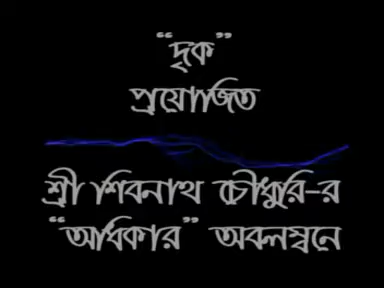 “দৃক”
প্রয়োজিত
শ্রী শিবনাথ চৌধুরি-র
“অধিকার” অবলম্বনে